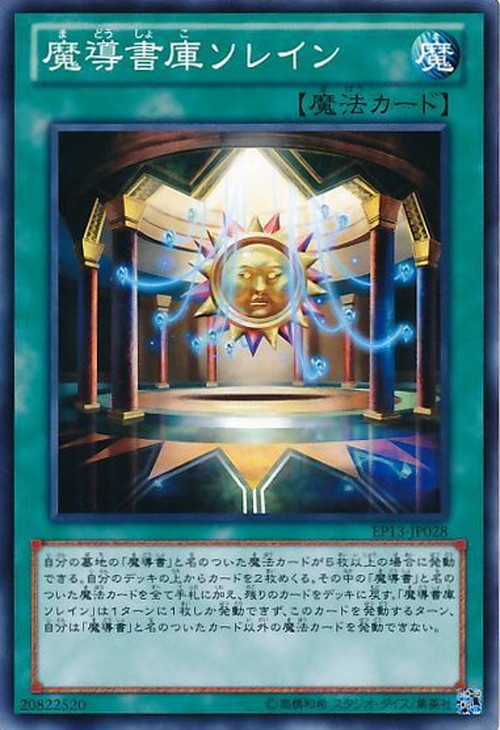 魔導書庫ソレイン
魔
【魔法カード】
EP13-JP028
自分の墓地の「魔導書」と名のついた魔法カードが5枚以上の場合に発動
できる。自分のデッキの上からカードを2枚めくる。その中の「魔導書」と名の
ついた魔法カードを全て手札に加え、残りのカードをデッキに戻す。「魔導書庫
ソレイン」は1ターンに1枚しか発動できず、このカードを発動するターン、
自分は「魔導書」と名のついたカード以外の魔法カードを発動できない。
20822520
©高橋和希 スタジオ・ダイス/集英社